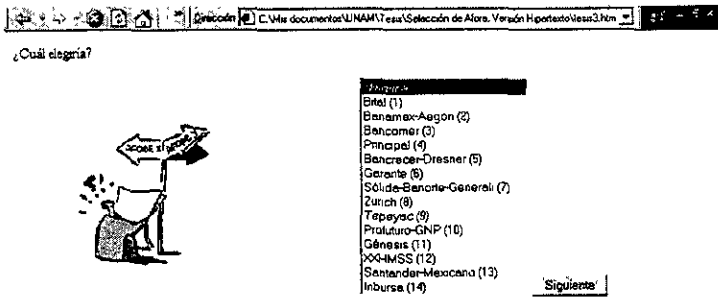 Dirección C:\Mis documentos\UNAM\Tesis\Selección de Afore. Versión Hipertexto\tesis3.htm
¿Cuál elegiría?
Ninguna
Bital (1)
Banamex-Aegon (2)
Bancomer (3)
Principal (4)
Bancrecer-Dresner (5)
Garante (6)
Sólida-Banorte-Generali (7)
Zurich (8)
Tepeyac (9)
Profuturo-GNP (10)
Génesis (11)
XXI-IMSS (12)
Santander-Mexicano (13)
Inbursa (14)
Siguiente